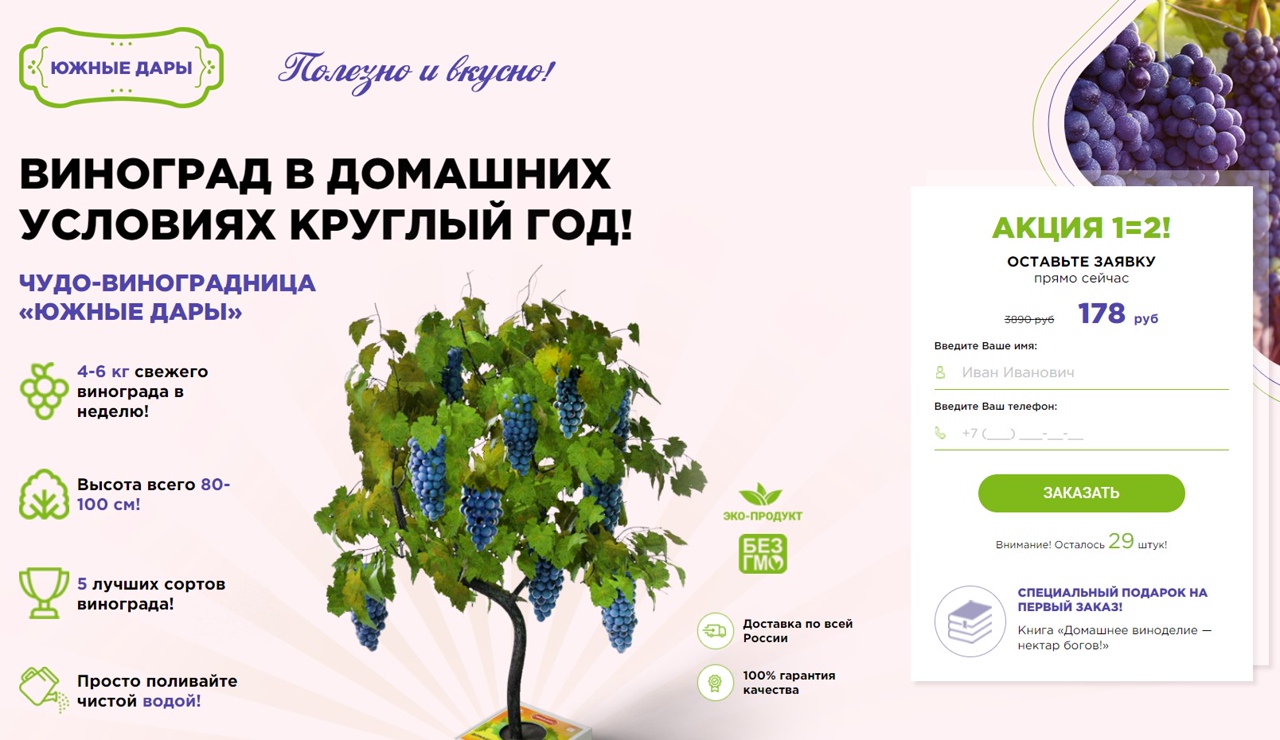 ЮЖНЫЕ ДАРЫ
Полезно и вкусно!
ВИНОГРАД В ДОМАШНИХ
УСЛОВИЯХ КРУГЛЫЙ ГОД!
ЧУДО-ВИНОГРАДНИЦА
«ЮЖНЫЕ ДАРЫ»
4-6 кг свежего
винограда в
неделю!
Высота всего 80-
100 см!
5 лучших сортов
винограда!
Просто поливайте
чистой водой!
ЭКО-ПРОДУКТ
БЕЗ
ГМО
Доставка по всей
России
100% гарантия
качества
АКЦИЯ 1=2!
ОСТАВЬТЕ ЗАЯВКУ
прямо сейчас
3890 руб 178 руб
Введите Ваше имя:
Иван Иванович
Введите Ваш телефон:
+7 (___) ___-__-__
ЗАКАЗАТЬ
Внимание! Осталось 29 штук!
СПЕЦИАЛЬНЫЙ ПОДАРОК НА
ПЕРВЫЙ ЗАКАЗ!
Книга «Домашнее виноделие —
нектар богов!»